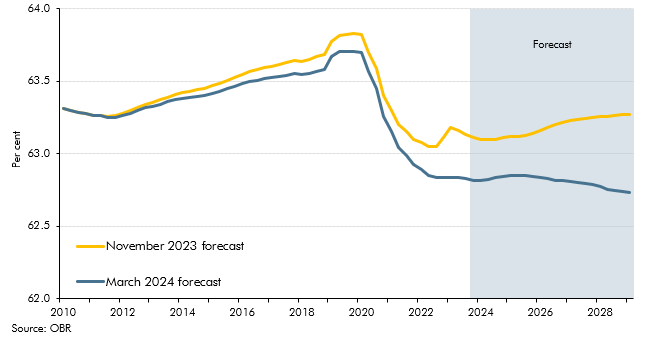 64.0
63.5
63.0
62.5
62.0
Per cent
Forecast
November 2023 forecast
March 2024 forecast
2010 2012 2014 2016 2018 2020 2022 2024 2026 2028
Source: OBR